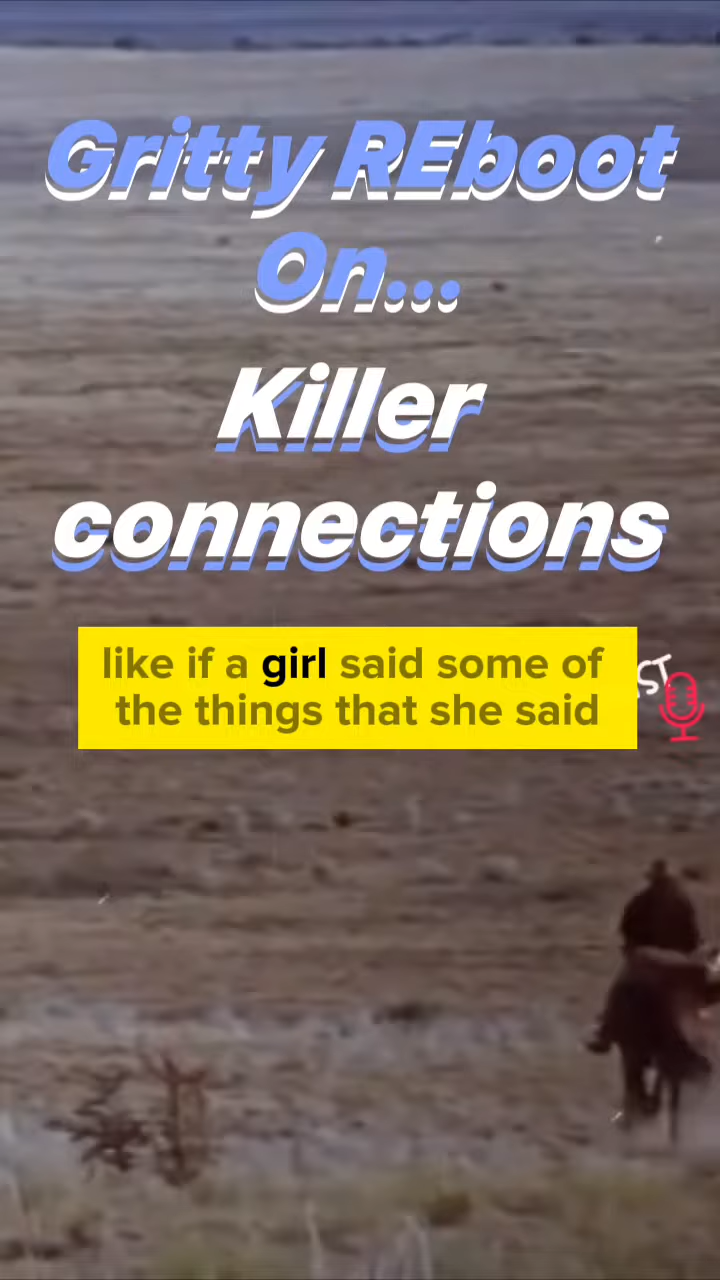 Gritty REboot
On...
Killer
connections
like if a girl said some of
the things that she said